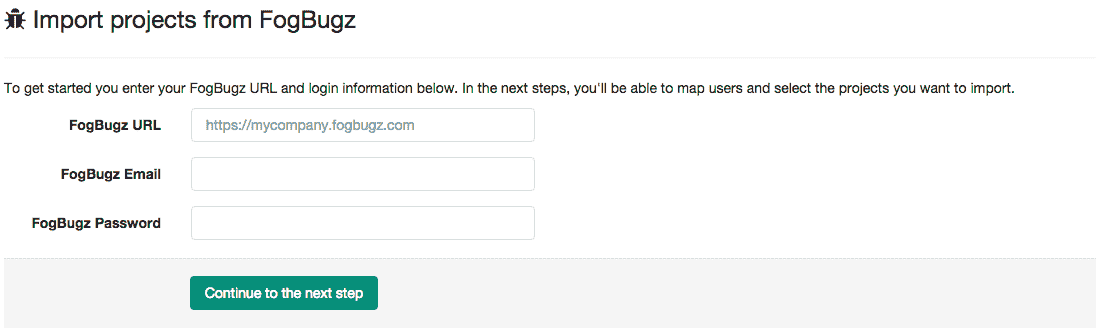 Import projects from FogBugz
To get started you enter your FogBugz URL and login information below. In the next steps, you'll be able to map users and select the projects you want to import.
FogBugz URL
https://mycompany.fogbugz.com
FogBugz Email
FogBugz Password
Continue to the next step